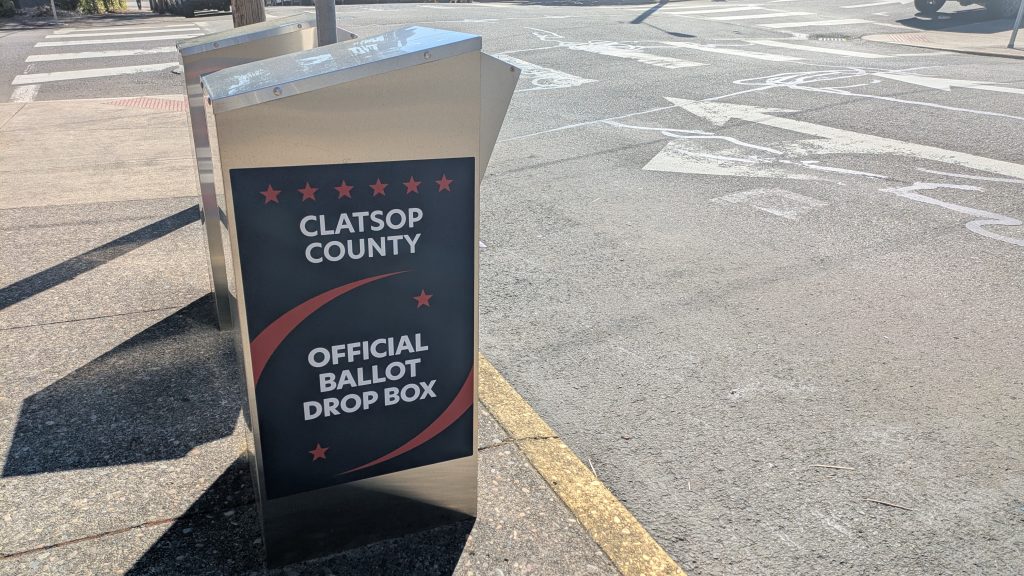 CLATSOP
COUNTY
OFFICIAL
BALLOT
DROP BOX